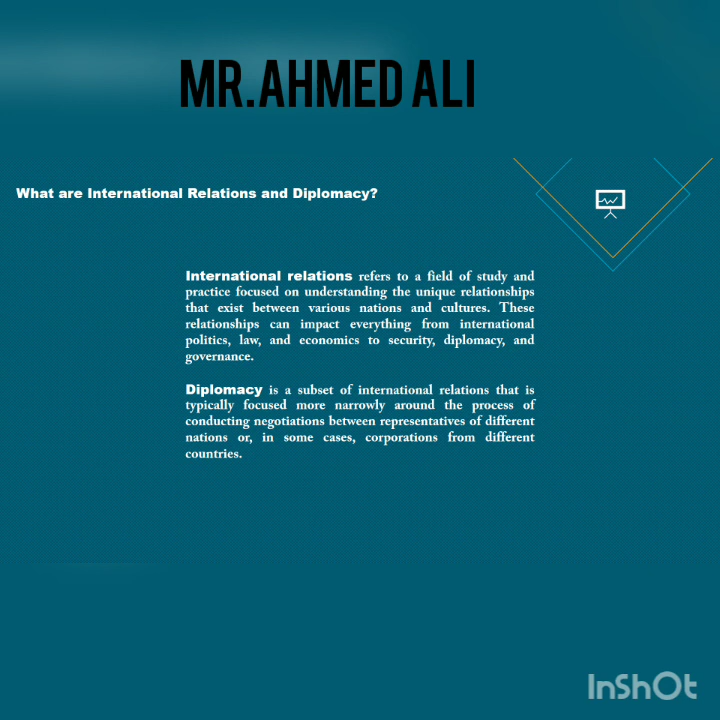 MR.AHMED ALI
What are International Relations and Diplomacy?
International relations refers to a field of study and
practice focused on understanding the unique relationships
that exist between various nations and cultures. These
relationships can impact everything from international
politics, law, and economics to security, diplomacy, and
governance.
Diplomacy is a subset of international relations that is
typically focused more narrowly around the process of
conducting negotiations between representatives of different
nations or, in some cases, corporations from different
countries.
InShOt